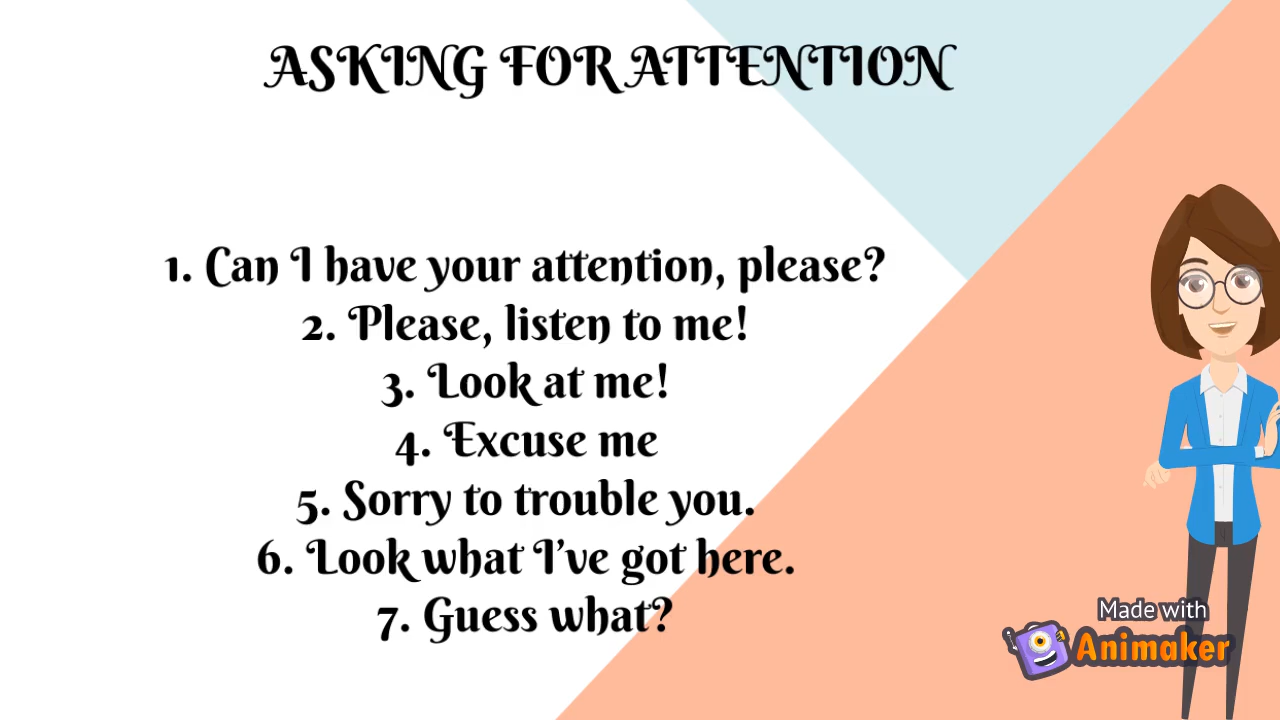 ASKING FOR ATTENTION
1. Can I have your attention, please?
2. Please, listen to me!
3. Look at me!
4. Excuse me
5. Sorry to trouble you.
6. Look what I've got here.
7. Guess what?
Made with
Animaker